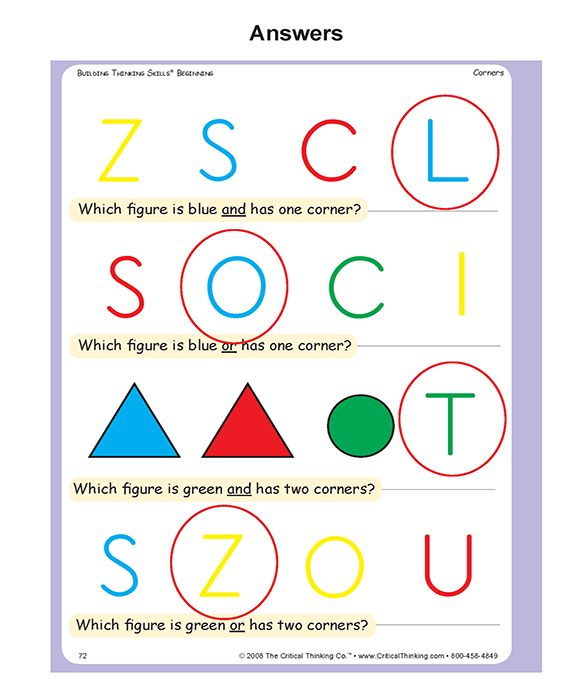 Answers
Building Thinking Skills® Beginning Corners
Z S C L
Which figure is blue and has one corner?
S O C I
Which figure is blue or has one corner?
T
Which figure is green and has two corners?
S Z O U
Which figure is green or has two corners?
72 © 2008 The Critical Thinking Co.™ • www.CriticalThinking.com • 800-458-4849